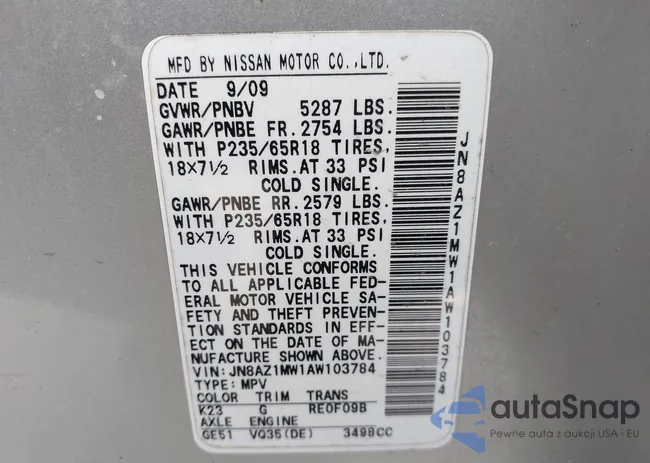 MFD BY NISSAN MOTOR CO.,LTD.
DATE 9/09
GVWR/PNBV 5287 LBS.
GAWR/PNBE FR. 2754 LBS.
WITH P235/65R18 TIRES,
18×7½ RIMS.AT 33 PSI
COLD SINGLE.
GAWR/PNBE RR. 2579 LBS.
WITH P235/65R18 TIRES,
18×7½ RIMS.AT 33 PSI
COLD SINGLE.
THIS VEHICLE CONFORMS
TO ALL APPLICABLE FED-
ERAL MOTOR VEHICLE SA-
FETY AND THEFT PREVEN-
TION STANDARDS IN EFF-
ECT ON THE DATE OF MA-
NUFACTURE SHOWN ABOVE.
VIN: JN8AZ1MW1AW103784
TYPE: MPV
COLOR TRIM TRANS
K23 G RE0F09B
AXLE ENGINE
GE51 VQ35(DE) 3498CC
JN8AZ1MW1AW103784
autaSnap
Pewne auta z aukcji USA i EU